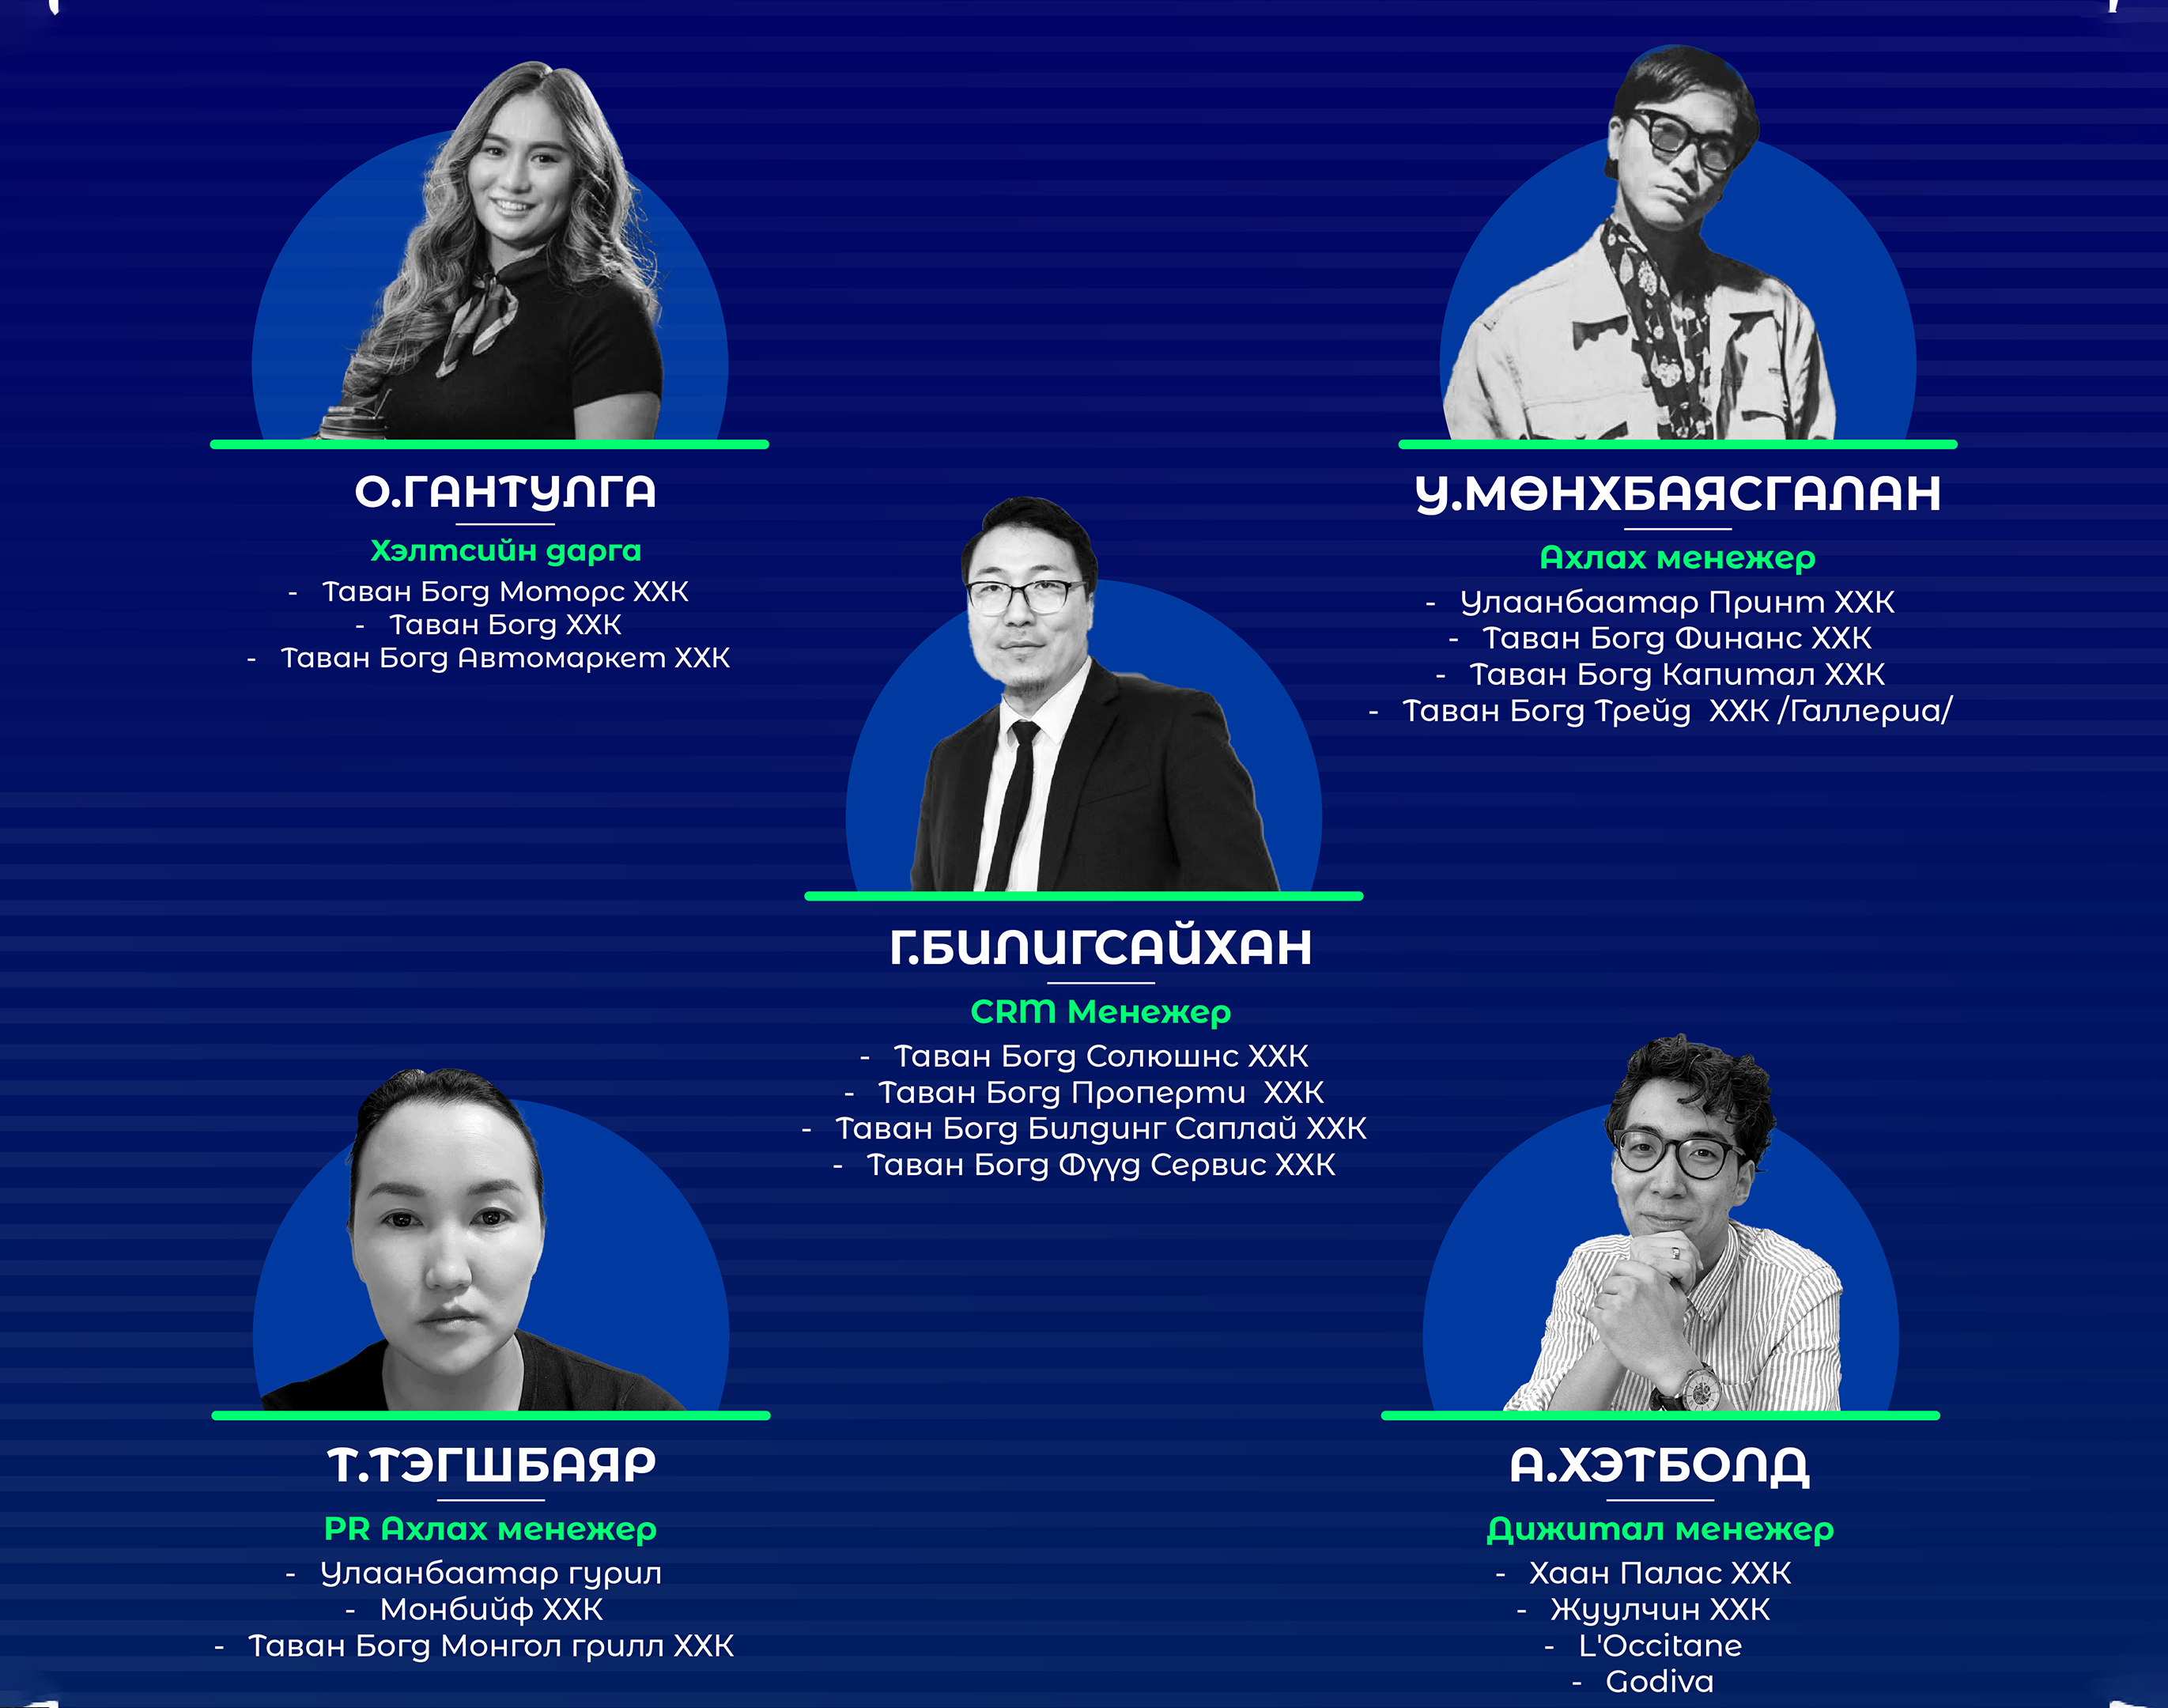 О.ГАНТУЛГА
Хэлтсийн дарга
- Таван Богд Моторс ХХК
- Таван Богд ХХК
- Таван Богд Автомаркет ХХК
У.МӨНХБАЯСГАЛАН
Ахлах менежер
- Улаанбаатар Принт ХХК
- Таван Богд Финанс ХХК
- Таван Богд Капитал ХХК
- Таван Богд Трейд ХХК /Галлериа/
Г.БИЛИГСАЙХАН
CRM Менежер
- Таван Богд Солюшнс ХХК
- Таван Богд Проперти ХХК
- Таван Богд Билдинг Саплай ХХК
- Таван Богд Фүүд Сервис ХХК
Т.ТЭГШБАЯР
PR Ахлах менежер
- Улаанбаатар гурил
- Монбийф ХХК
- Таван Богд Монгол грилл ХХК
А.ХЭТБОЛД
Дижитал менежер
- Хаан Палас ХХК
- Жуулчин ХХК
- L'Occitane
- Godiva